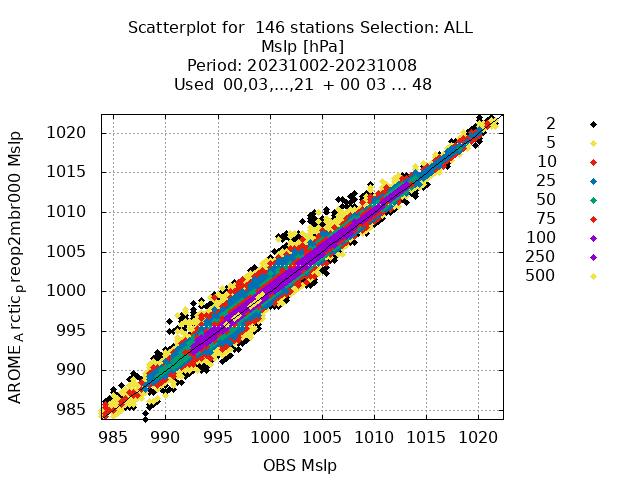 Scatterplot for 146 stations Selection: ALL
Mslp [hPa]
Period: 20231002-20231008
Used 00,03,...,21 + 00 03 ... 48
AROME_Arctic_preop2mbr000 Mslp
1020
1015
1010
1005
1000
995
990
985
985 990 995 1000 1005 1010 1015 1020
OBS Mslp
2
5
10
25
50
75
100
250
500